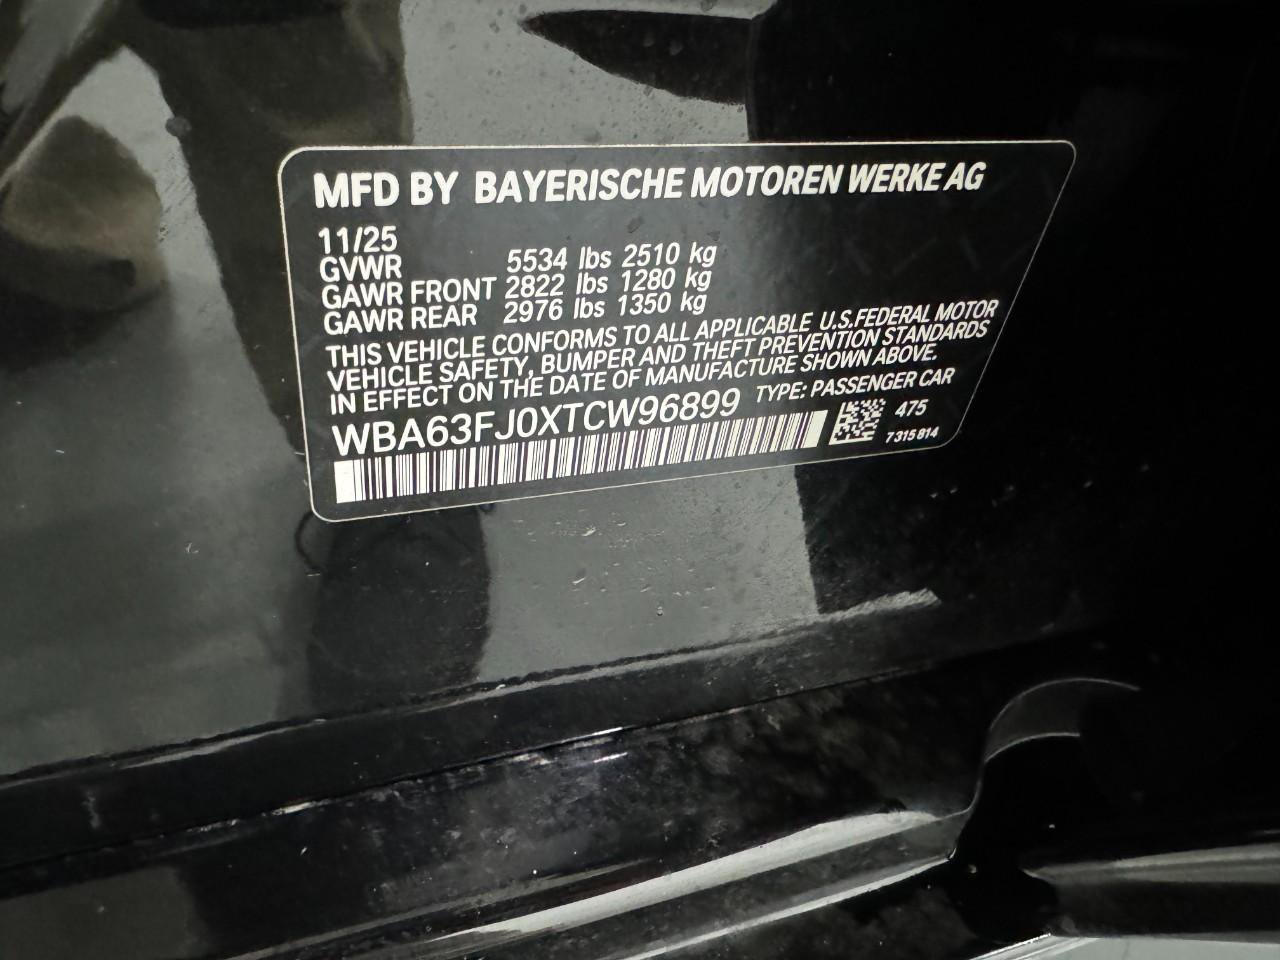 MFD BY BAYERISCHE MOTOREN WERKE AG
11/25
GVWR 5534 lbs 2510 kg
GAWR FRONT 2822 lbs 1280 kg
GAWR REAR 2976 lbs 1350 kg
THIS VEHICLE CONFORMS TO ALL APPLICABLE U.S.FEDERAL MOTOR
VEHICLE SAFETY, BUMPER AND THEFT PREVENTION STANDARDS
IN EFFECT ON THE DATE OF MANUFACTURE SHOWN ABOVE.
WBA63FJ0XTCW96899 TYPE: PASSENGER CAR
475
7315814